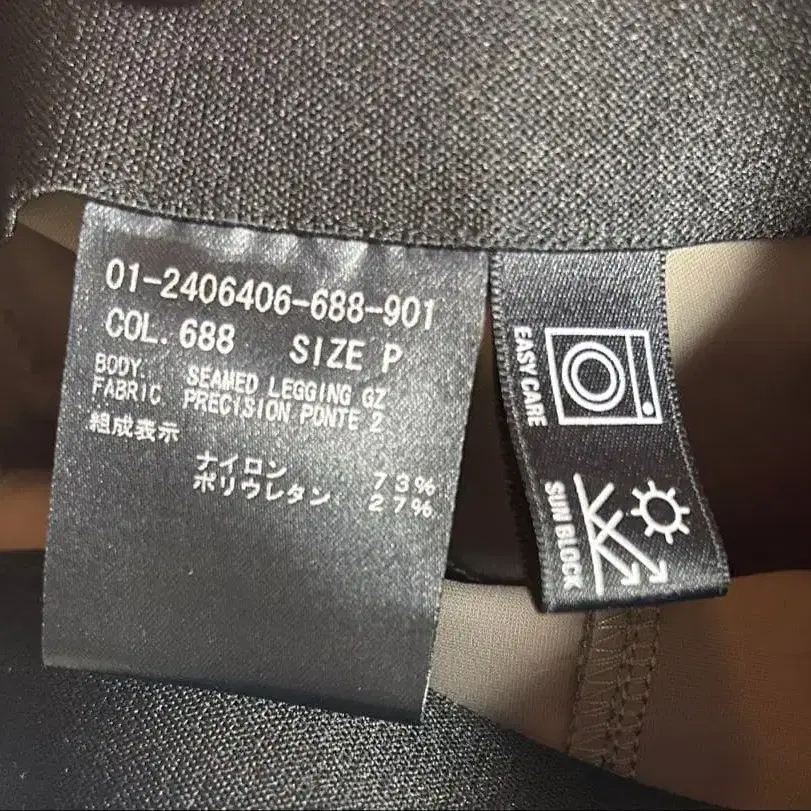 01-2406406-688-901
COL. 688 SIZE P
BODY. SEAMED LEGGING GZ
FABRIC PRECISION PONTE 2
組成表示
ナイロン 73%
ポリウレタン 27%
EASY CARE
SUN BLOCK